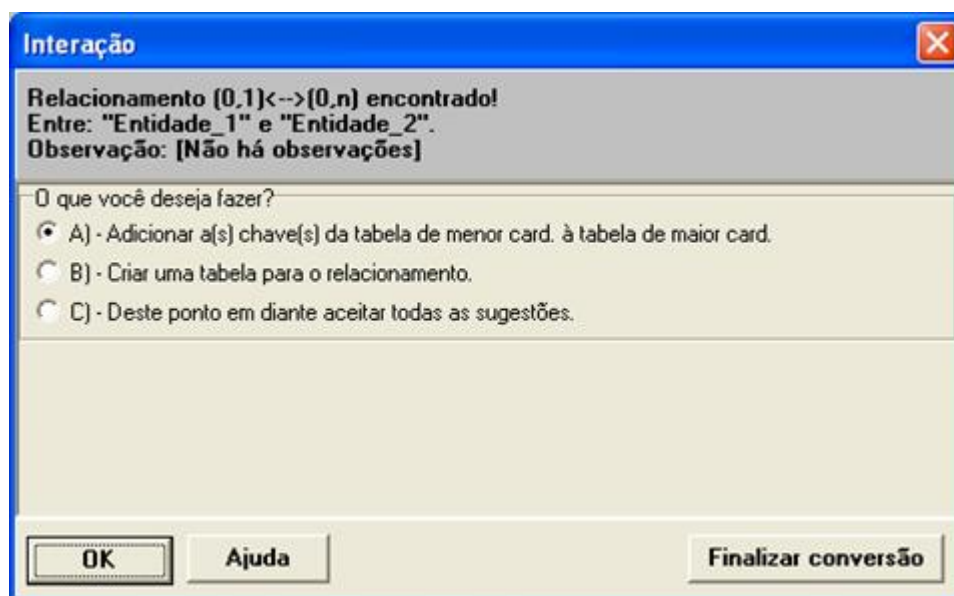 Interação
Relacionamento (0,1)<-->(0,n) encontrado!
Entre: "Entidade_1" e "Entidade_2".
Observação: [Não há observações]
O que você deseja fazer?
A) - Adicionar a(s) chave(s) da tabela de menor card. à tabela de maior card.
B) - Criar uma tabela para o relacionamento.
C) - Deste ponto em diante aceitar todas as sugestões.
OK Ajuda Finalizar conversão